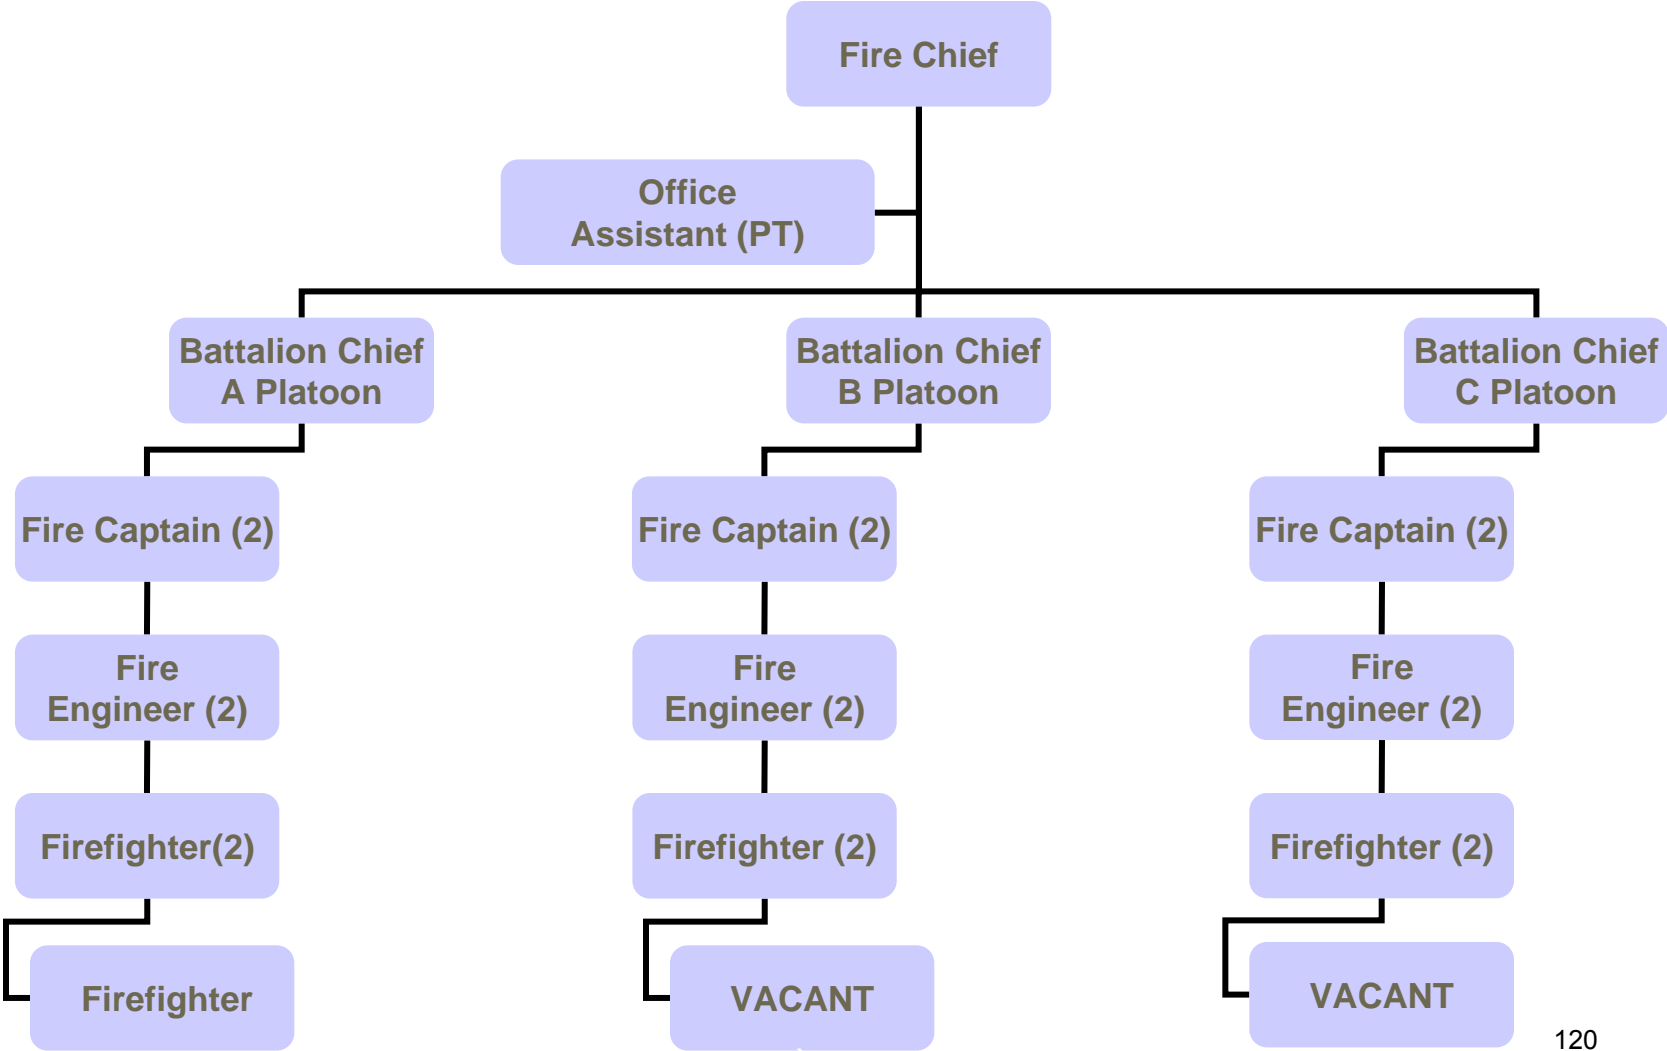 Fire Chief
Office
Assistant (PT)
Battalion Chief
A Platoon
Battalion Chief
B Platoon
Battalion Chief
C Platoon
Fire Captain (2)
Fire Captain (2)
Fire Captain (2)
Fire
Engineer (2)
Fire
Engineer (2)
Fire
Engineer (2)
Firefighter(2)
Firefighter (2)
Firefighter (2)
Firefighter
VACANT
VACANT
120